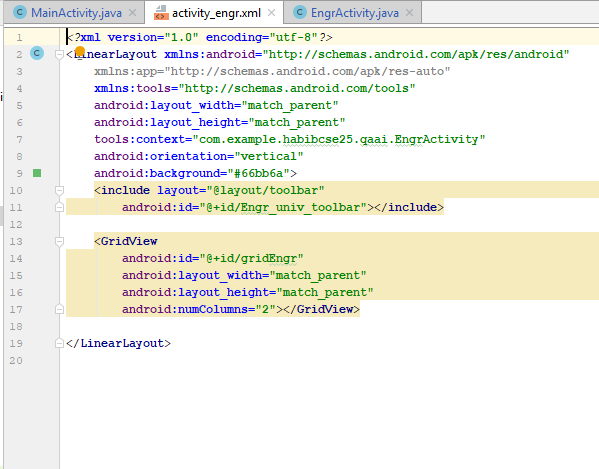 MainActivity.java activity_engr.xml EngrActivity.java
1 <?xml version="1.0" encoding="utf-8"?>
2 <LinearLayout xmlns:android="http://schemas.android.com/apk/res/android"
3 xmlns:app="http://schemas.android.com/apk/res-auto"
4 xmlns:tools="http://schemas.android.com/tools"
5 android:layout_width="match_parent"
6 android:layout_height="match_parent"
7 tools:context="com.example.habibcse25.qaai.EngrActivity"
8 android:orientation="vertical"
9 android:background="#66bb6a">
10 <include layout="@layout/toolbar"
11 android:id="@+id/Engr_univ_toolbar"></include>
12
13 <GridView
14 android:id="@+id/gridEngr"
15 android:layout_width="match_parent"
16 android:layout_height="match_parent"
17 android:numColumns="2"></GridView>
18
19 </LinearLayout>
20